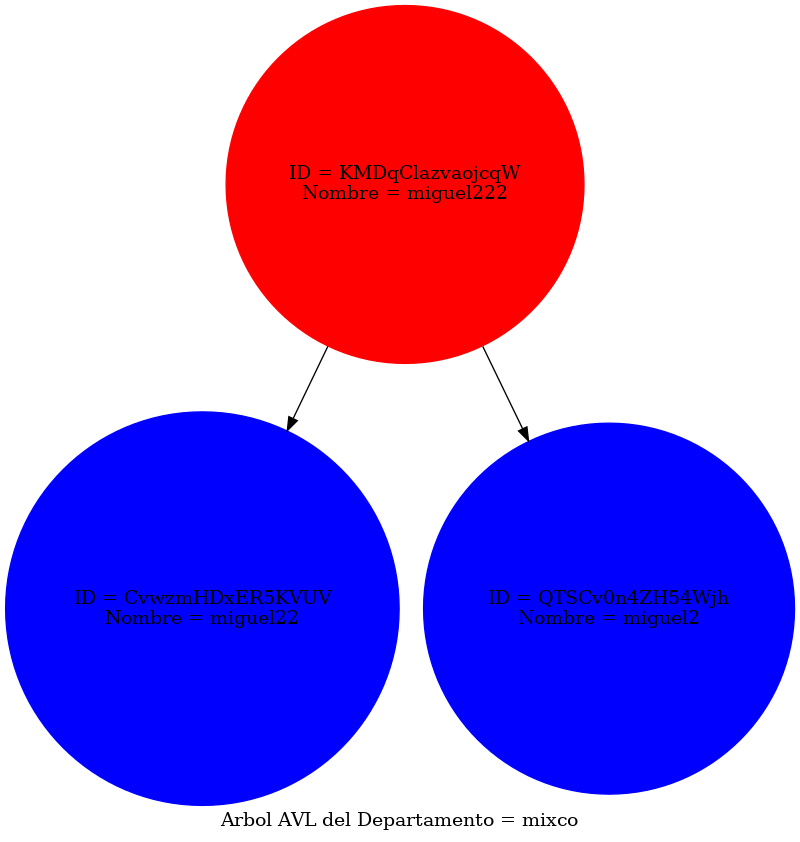 ID = KMDqClazvaojcqW
Nombre = miguel222
ID = CvwzmHDxER5KVUV
Nombre = miguel22
ID = QTSCv0n4ZH54Wjh
Nombre = miguel2
Arbol AVL del Departamento = mixco